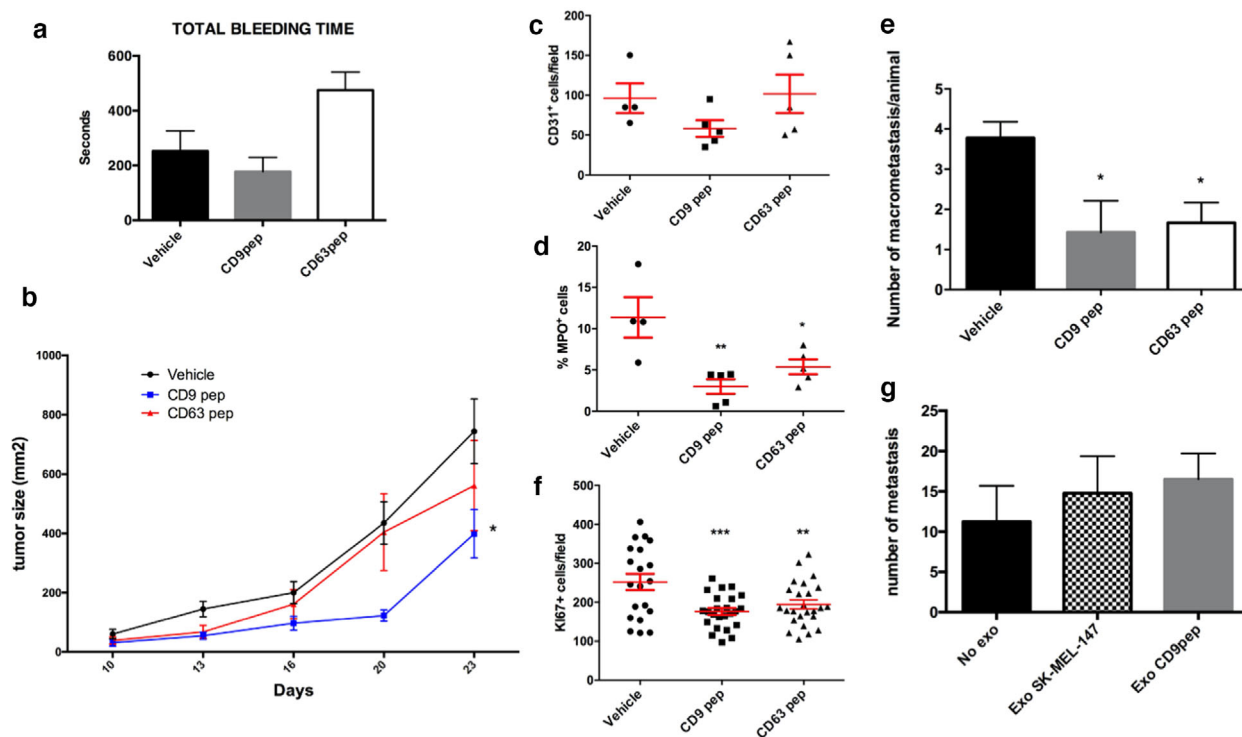 a
TOTAL BLEEDING TIME
600
400
200
0
Seconds
Vehicle
CD9pep
CD63pep
b
1000
800
600
400
200
0
tumor size (mm2)
Vehicle
CD9 pep
CD63 pep
*
10
13
16
20
23
Days
c
200
150
100
50
0
CD31+ cells/field
Vehicle
CD9 pep
CD63 pep
d
20
15
10
5
0
% MPO+ cells
**
*
Vehicle
CD9 pep
CD63 pep
f
500
400
300
200
100
0
KI67+ cells/field
***
**
Vehicle
CD9 pep
CD63 pep
e
5
4
3
2
1
0
Number of macrometastasis/animal
*
*
Vehicle
CD9 pep
CD63 pep
g
25
20
15
10
5
0
number of metastasis
No exo
Exo SK-MEL-147
Exo CD9pep